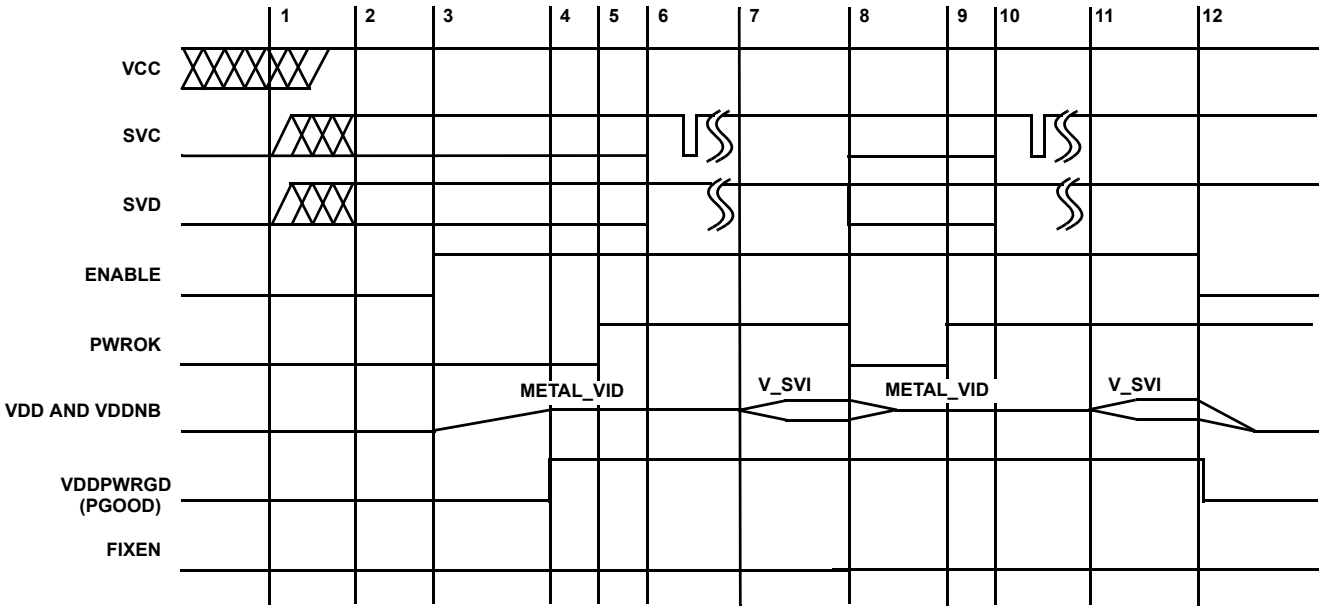 1 2 3 4 5 6 7 8 9 10 11 12
VCC
SVC
SVD
ENABLE
PWROK
METAL_VID V_SVI METAL_VID V_SVI
VDD AND VDDNB
VDDPWRGD
(PGOOD)
FIXEN